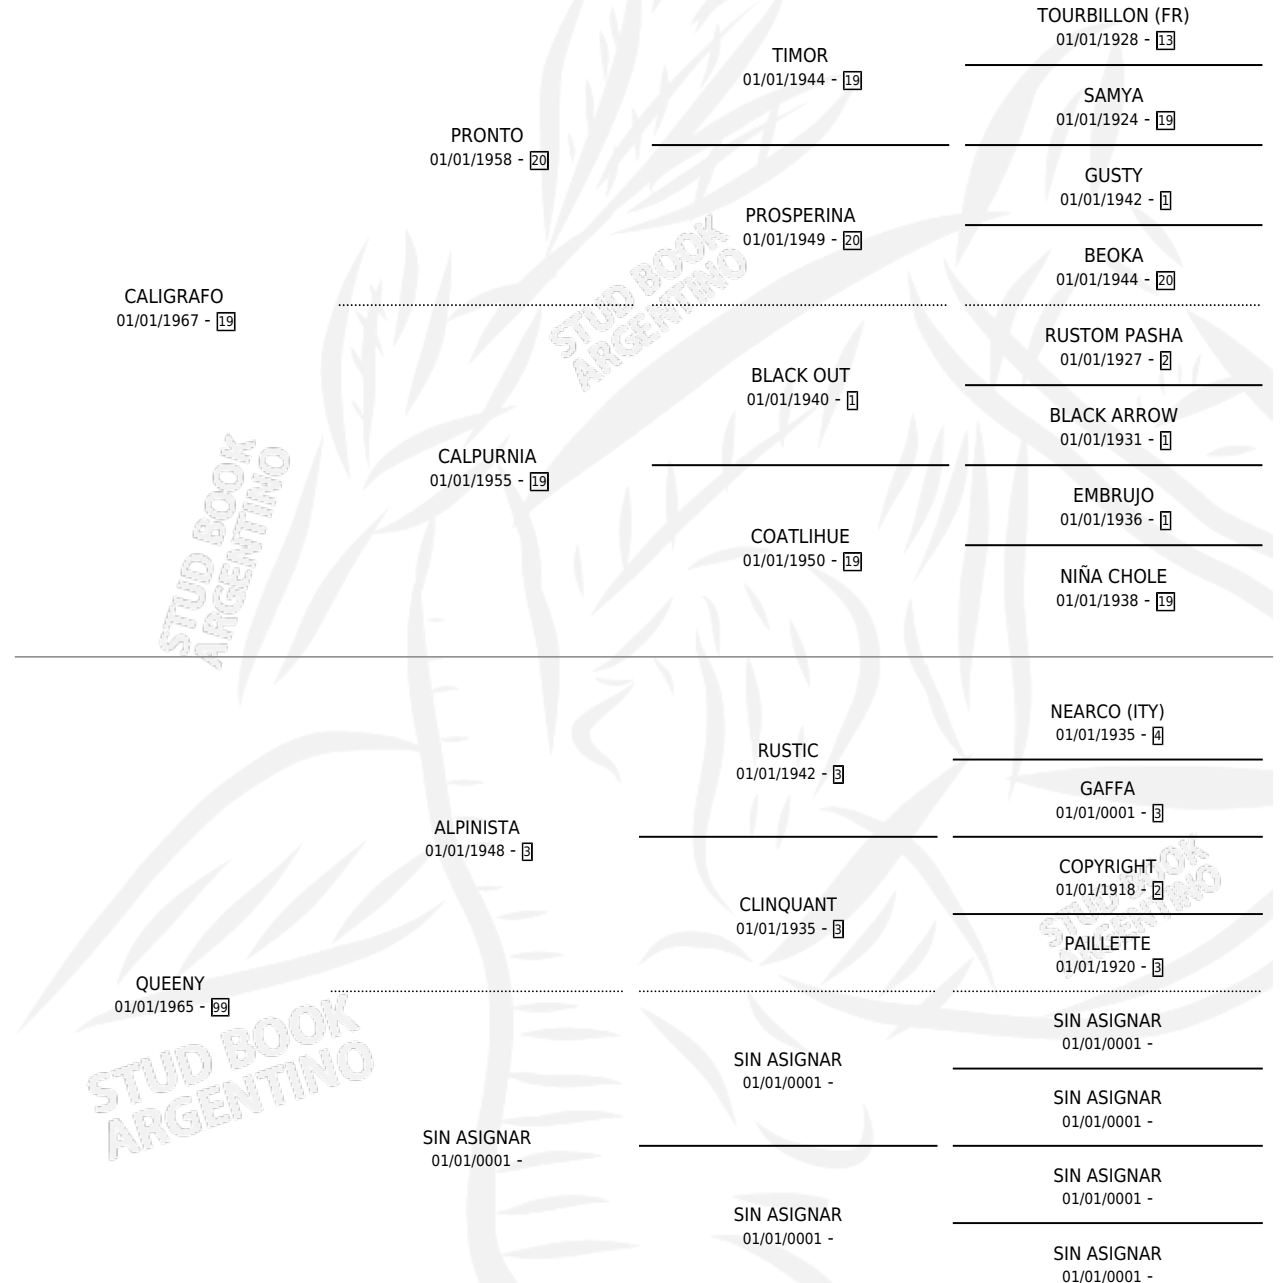 TOURBILLON (FR)
01/01/1928 - 13
TIMOR
01/01/1944 - 19
SAMYA
01/01/1924 - 19
PRONTO
01/01/1958 - 20
GUSTY
01/01/1942 - 1
PROSPERINA
01/01/1949 - 20
BEOKA
01/01/1944 - 20
CALIGRAFO
01/01/1967 - 19
RUSTOM PASHA
01/01/1927 - 2
BLACK OUT
01/01/1940 - 1
BLACK ARROW
01/01/1931 - 1
CALPURNIA
01/01/1955 - 19
EMBRUJO
01/01/1936 - 1
COATLIHUE
01/01/1950 - 19
NIÑA CHOLE
01/01/1938 - 19
STUD BOOK
ARGENTINO
STUD BOOK
ARGENTINO
NEARCO (ITY)
01/01/1935 - 4
RUSTIC
01/01/1942 - 3
GAFFA
01/01/0001 - 3
ALPINISTA
01/01/1948 - 3
COPYRIGHT
01/01/1918 - 2
CLINQUANT
01/01/1935 - 3
PAILLETTE
01/01/1920 - 3
QUEENY
01/01/1965 - 99
SIN ASIGNAR
01/01/0001 -
SIN ASIGNAR
01/01/0001 -
SIN ASIGNAR
01/01/0001 -
SIN ASIGNAR
01/01/0001 -
SIN ASIGNAR
01/01/0001 -
SIN ASIGNAR
01/01/0001 -
SIN ASIGNAR
01/01/0001 -
STUD BOOK
ARGENTINO
STUD BOOK
ARGENTINO